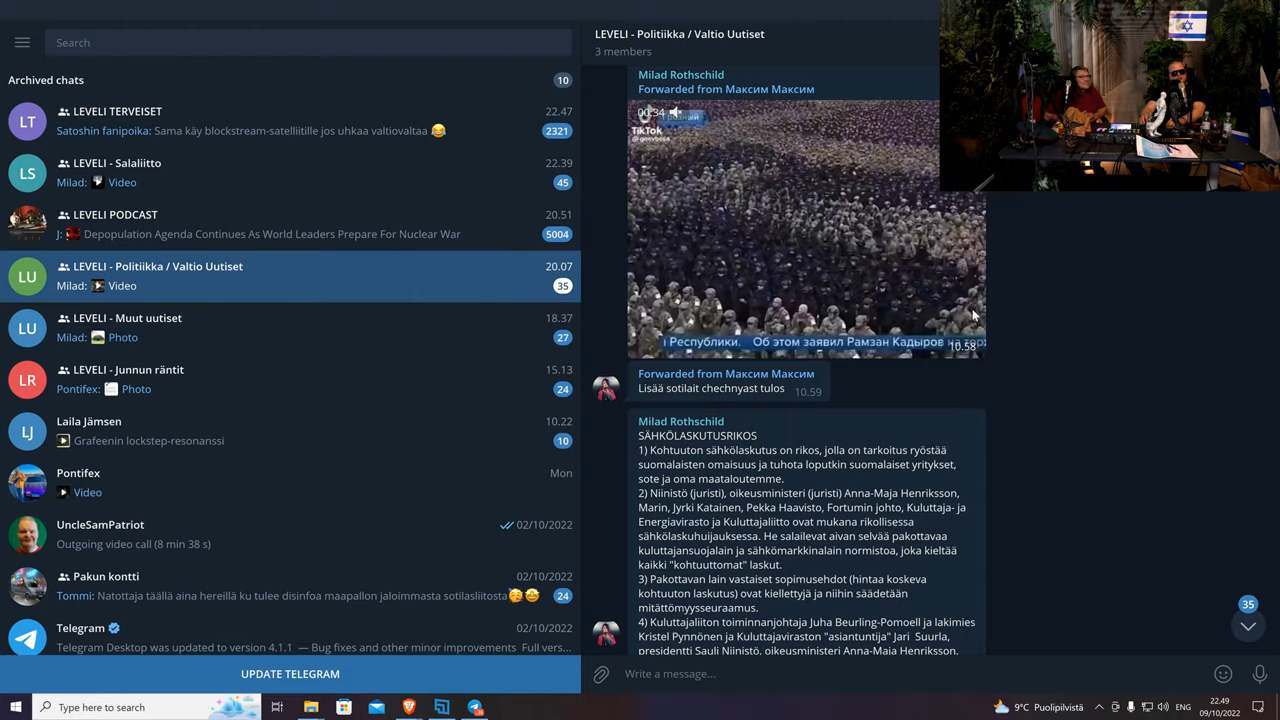 Search
Archived chats
10
LT
LEVELI TERVEISET
22.47
Satoshin fanipoika: Sama käy blockstream-satelliitille jos uhkaa valtiovaltaa 😂
2321
LS
LEVELI - Salaliitto
22.39
Milad: Video
45
LEVELI PODCAST
20.51
J: Depopulation Agenda Continues As World Leaders Prepare For Nuclear War
5004
LU
LEVELI - Politiikka / Valtio Uutiset
20.07
Milad: Video
35
LU
LEVELI - Muut uutiset
18.37
Milad: Photo
27
LR
LEVELI - Junnun räntit
15.13
Pontifex: Photo
24
LJ
Laila Jämsen
10.22
Grafeenin lockstep-resonanssi
10
Pontifex
Mon
Video
UncleSamPatriot
02/10/2022
Outgoing video call (8 min 38 s)
Pakun kontti
02/10/2022
Tommi: Natottaja täällä aina hereillä ku tulee disinfoa maapallon jaloimmasta sotilasliitosta🥳🤩
24
Telegram
02/10/2022
Telegram Desktop was updated to version 4.1.1 — Bug fixes and other minor improvements Full vers...
UPDATE TELEGRAM
LEVELI - Politiikka / Valtio Uutiset
3 members
Milad Rothschild
Forwarded from Максим Максим
00:34
TikTok
Республики. Об этом заявил Рамзан Кадыров на
10.58
Forwarded from Максим Максим
Lisää sotilait chechnyast tulos
10.59
Milad Rothschild
SÄHKÖLASKUTUSRIKOS
1) Kohtuuton sähkölaskutus on rikos, jolla on tarkoitus ryöstää
suomalaisten omaisuus ja tuhota loputkin suomalaiset yritykset,
sote ja oma maataloutemme.
2) Niinistö (juristi), oikeusministeri (juristi) Anna-Maja Henriksson,
Marin, Jyrki Katainen, Pekka Haavisto, Fortumin johto, Kuluttaja- ja
Energiavirasto ja Kuluttajaliitto ovat mukana rikollisessa
sähkölaskuhuijauksessa. He salailevat aivan selvää pakottavaa
kuluttajansuojalain ja sähkömarkkinalain normistoa, joka kieltää
kaikki "kohtuuttomat" laskut.
3) Pakottavan lain vastaiset sopimusehdot (hintaa koskeva
kohtuuton laskutus) ovat kiellettyjä ja niihin säädetään
mitättömyysseuraamus.
4) Kuluttajaliiton toiminnanjohtaja Juha Beurling-Pomoell ja lakimies
Kristel Pynnönen ja Kuluttajaviraston "asiantuntija" Jari Suurla,
presidentti Sauli Niinistö, oikeusministeri Anna-Maja Henriksson,
35
Write a message...
Type here to search
9°C Puolipilvistä
ENG
22.49
09/10/2022